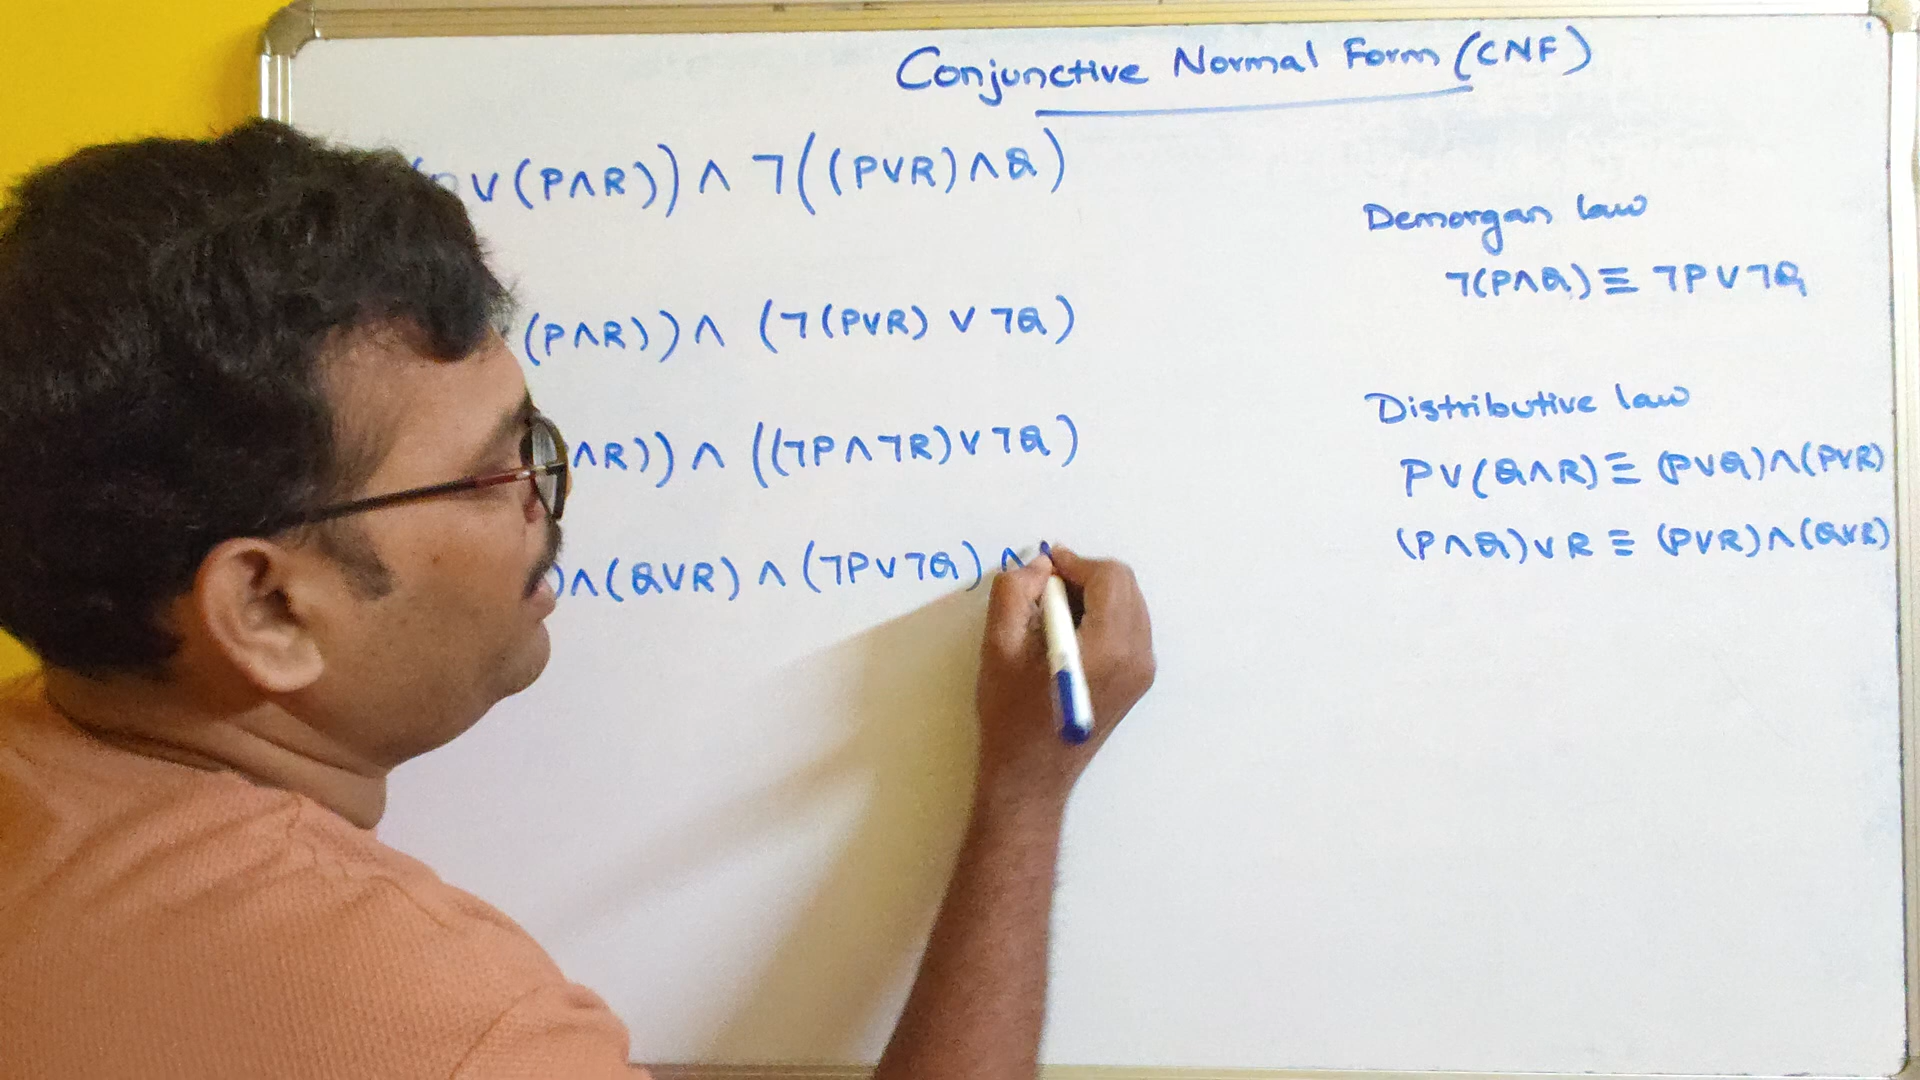 Conjunctive Normal Form (CNF)
∨ (P∧R)) ∧ ¬((P∨R)∧Q)
(P∧R)) ∧ (¬(P∨R) ∨ ¬Q)
∧R)) ∧ ((¬P∧¬R)∨¬Q)
)∧(Q∨R) ∧ (¬P∨¬Q) ∧
Demorgan law
¬(P∧Q) ≡ ¬P∨¬Q
Distributive law
P∨(Q∧R) ≡ (P∨Q)∧(P∨R)
(P∧Q)∨R ≡ (P∨R)∧(Q∨R)